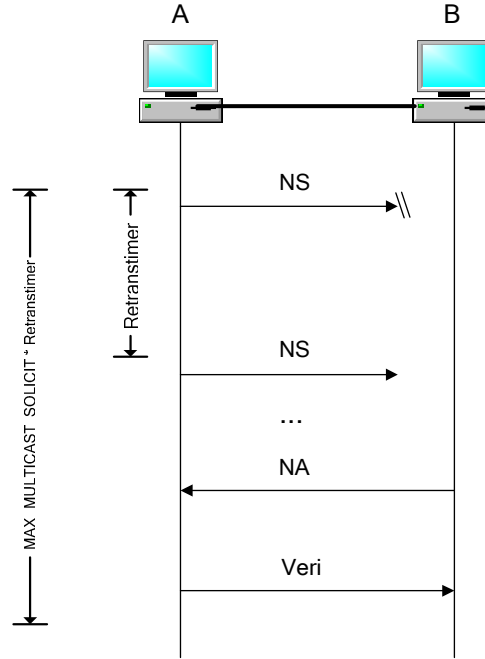 A
B
NS
Retranstimer
MAX MULTICAST SOLICIT * Retranstimer
NS
...
NA
Veri